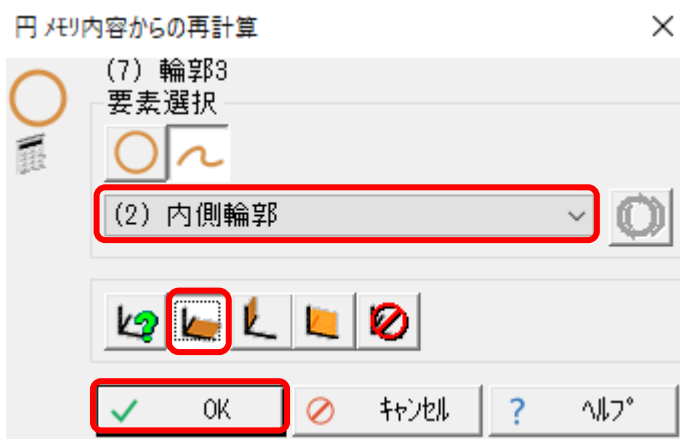 円 ﾒﾓﾘ内容からの再計算
(7) 輪郭3
要素選択
(2) 内側輪郭
OK
ｷｬﾝｾﾙ
ﾍﾙﾌﾟ